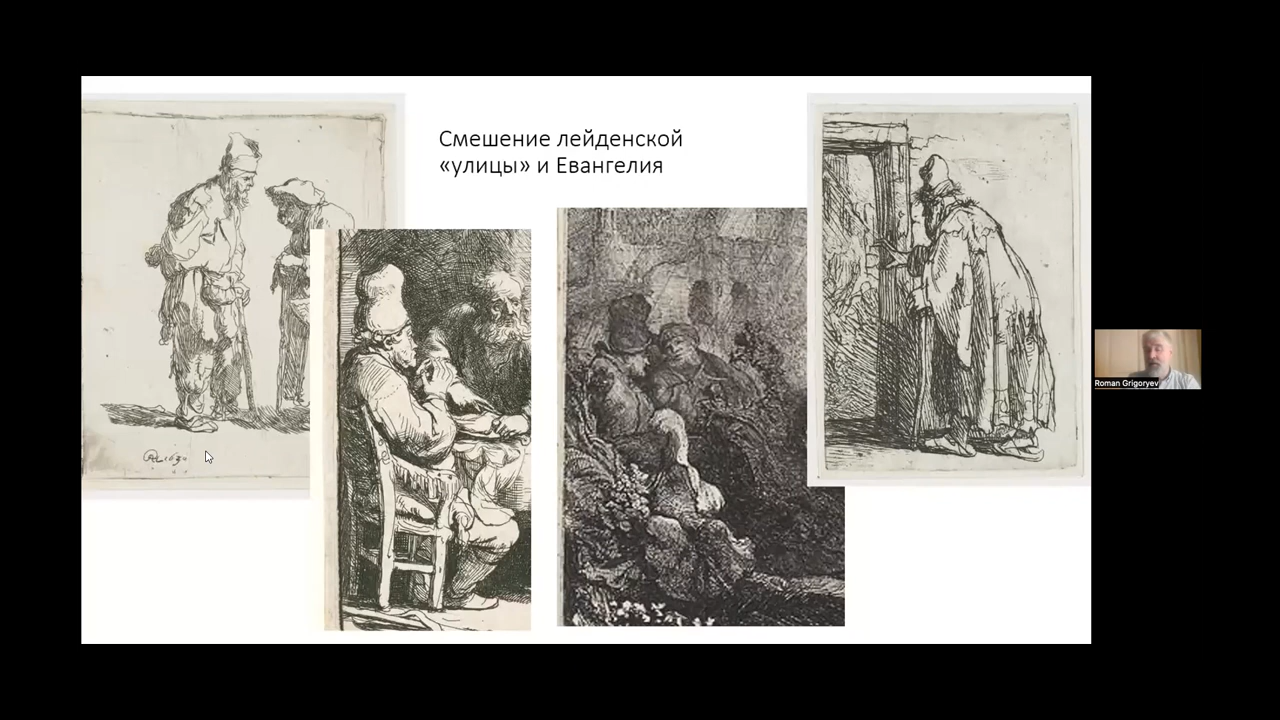 Смешение лейденской
«улицы» и Евангелия
Roman Grigoryev